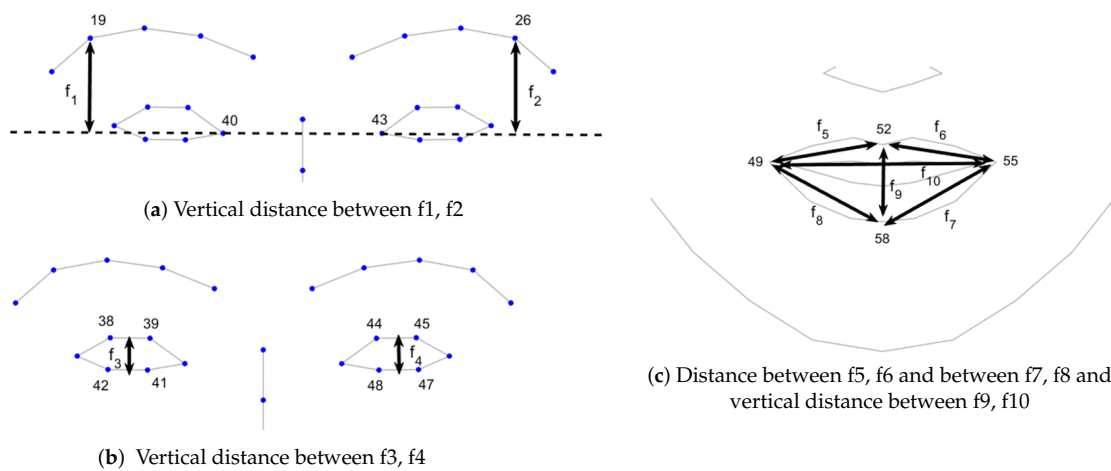 19
26
f1
f2
40
43
(a) Vertical distance between f1, f2
38
39
44
45
f3
f4
42
41
48
47
(b) Vertical distance between f3, f4
52
f5
f6
49
55
f10
f9
f8
f7
58
(c) Distance between f5, f6 and between f7, f8 and
vertical distance between f9, f10